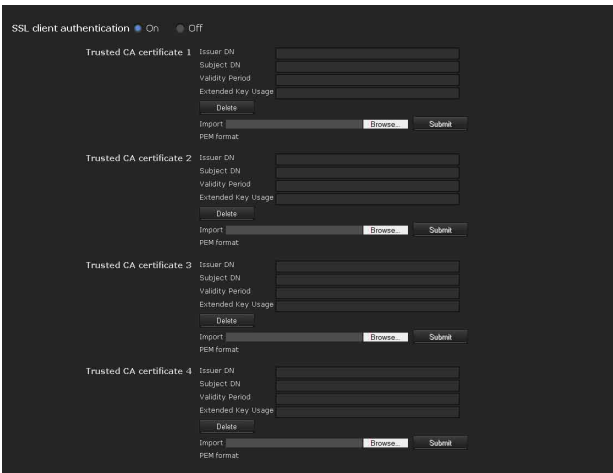 SSL client authentication On Off
Trusted CA certificate 1 Issuer DN
Subject DN
Validity Period
Extended Key Usage
Delete
Import Browse... Submit
PEM format
Trusted CA certificate 2 Issuer DN
Subject DN
Validity Period
Extended Key Usage
Delete
Import Browse... Submit
PEM format
Trusted CA certificate 3 Issuer DN
Subject DN
Validity Period
Extended Key Usage
Delete
Import Browse... Submit
PEM format
Trusted CA certificate 4 Issuer DN
Subject DN
Validity Period
Extended Key Usage
Delete
Import Browse... Submit
PEM format